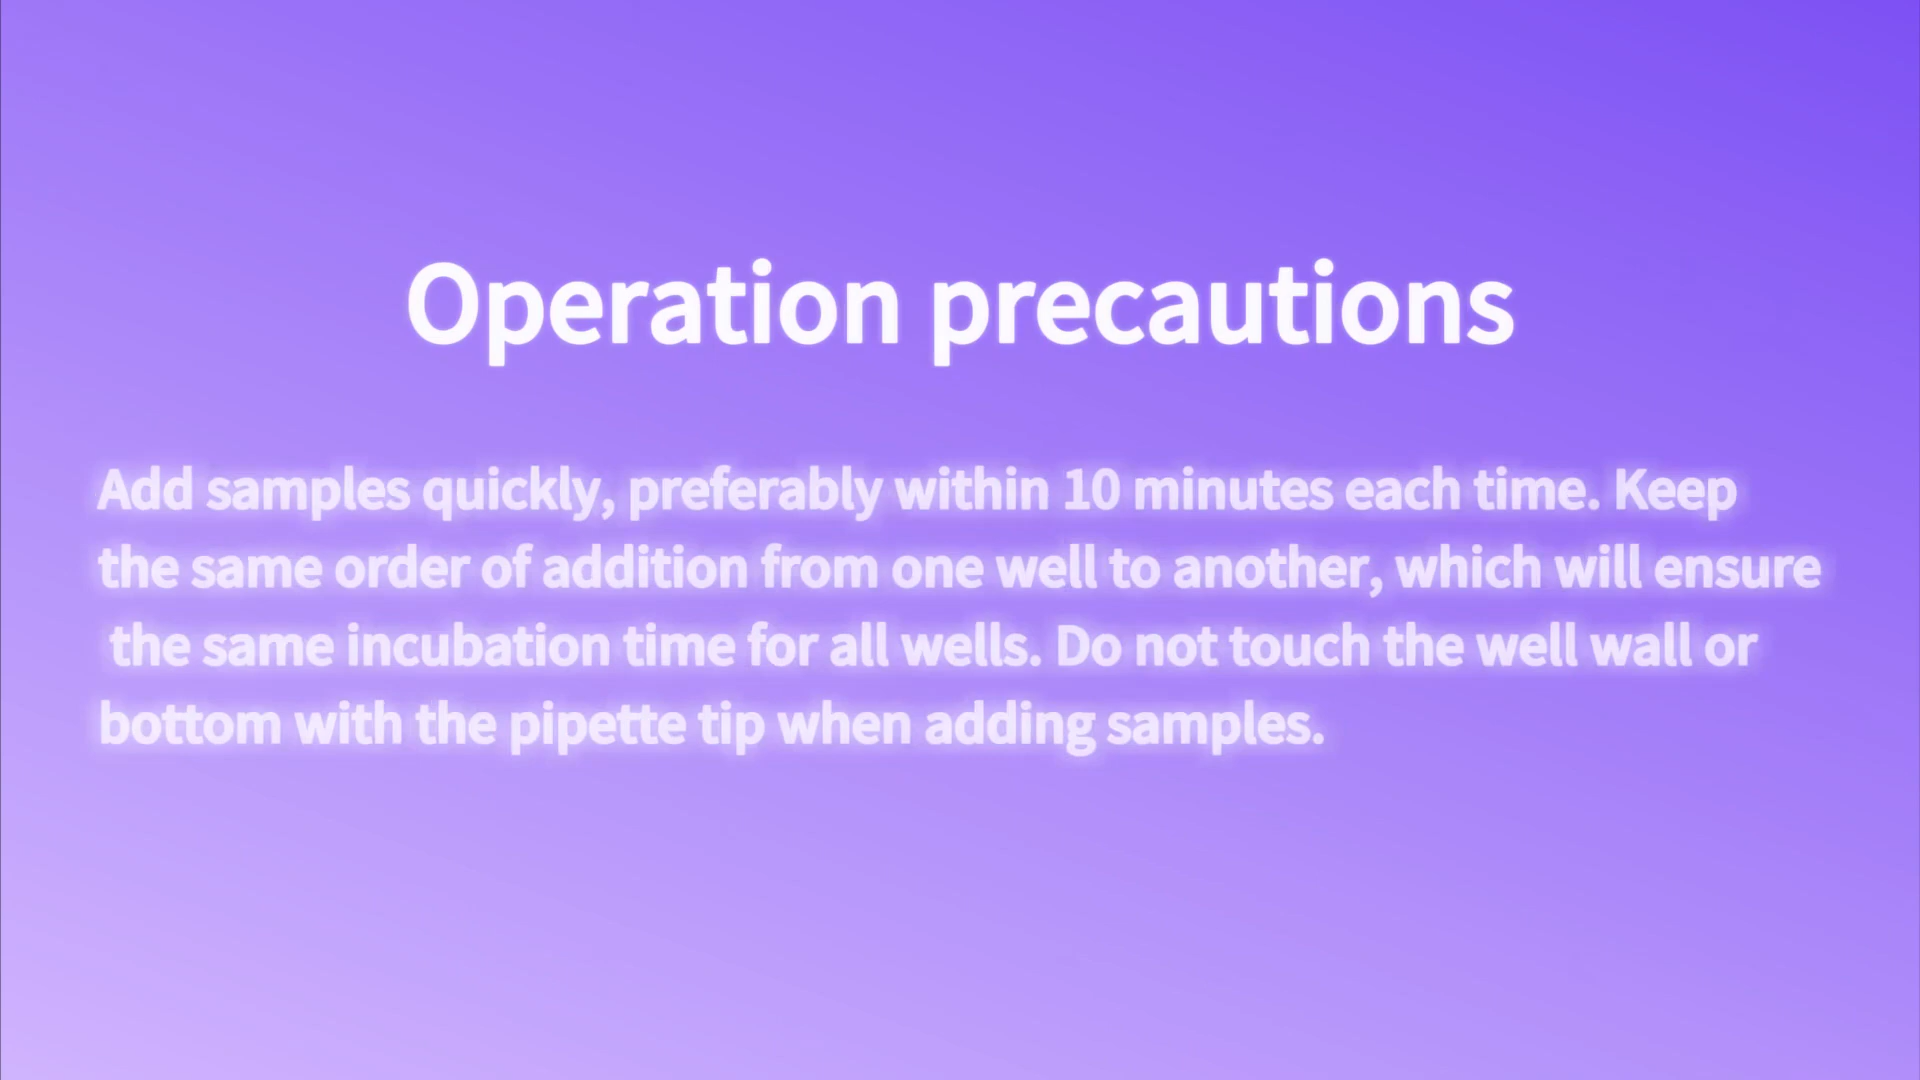 Operation precautions
Add samples quickly, preferably within 10 minutes each time. Keep
the same order of addition from one well to another, which will ensure
the same incubation time for all wells. Do not touch the well wall or
bottom with the pipette tip when adding samples.